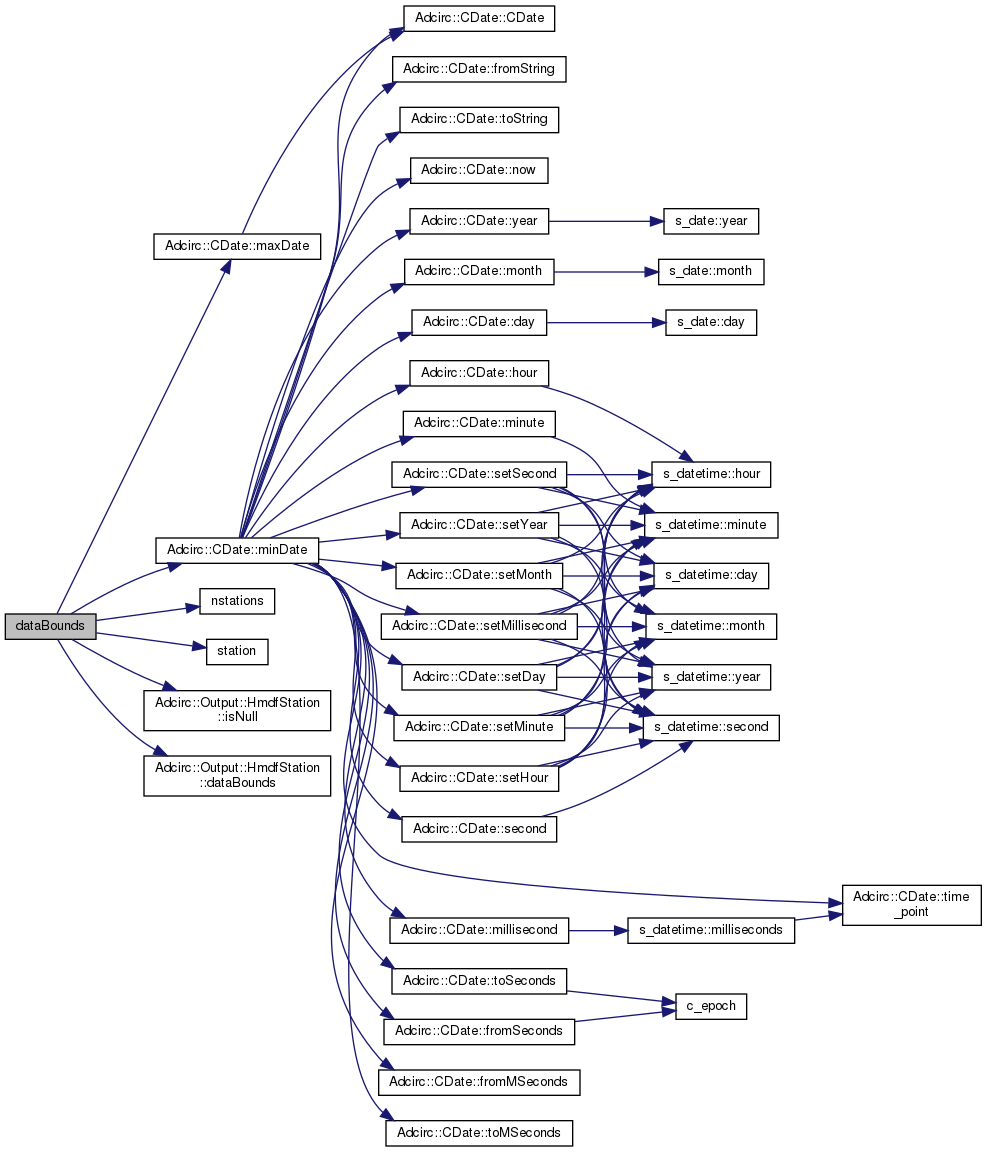 Adcirc::CDate::CDate
Adcirc::CDate::fromString
Adcirc::CDate::toString
Adcirc::CDate::now
Adcirc::CDate::year
s_date::year
Adcirc::CDate::maxDate
Adcirc::CDate::month
s_date::month
Adcirc::CDate::day
s_date::day
Adcirc::CDate::hour
Adcirc::CDate::minute
Adcirc::CDate::setSecond
s_datetime::hour
Adcirc::CDate::setYear
s_datetime::minute
Adcirc::CDate::minDate
Adcirc::CDate::setMonth
s_datetime::day
nstations
dataBounds
Adcirc::CDate::setMillisecond
s_datetime::month
station
Adcirc::CDate::setDay
s_datetime::year
Adcirc::Output::HmdfStation
::isNull
Adcirc::CDate::setMinute
s_datetime::second
Adcirc::Output::HmdfStation
::dataBounds
Adcirc::CDate::setHour
Adcirc::CDate::second
Adcirc::CDate::time
_point
Adcirc::CDate::millisecond
s_datetime::milliseconds
Adcirc::CDate::toSeconds
c_epoch
Adcirc::CDate::fromSeconds
Adcirc::CDate::fromMSeconds
Adcirc::CDate::toMSeconds